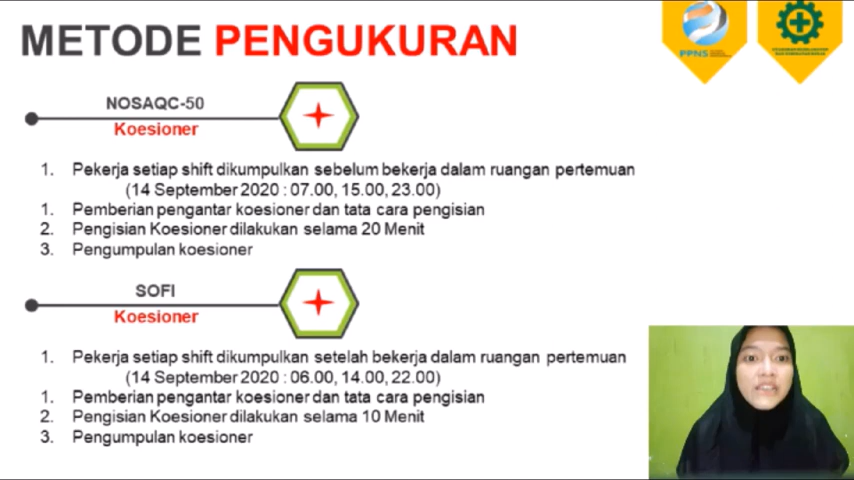 METODE PENGUKURAN
PPNS
NOSAQC-50
Koesioner
1. Pekerja setiap shift dikumpulkan sebelum bekerja dalam ruangan pertemuan
(14 September 2020 : 07.00, 15.00, 23.00)
1. Pemberian pengantar koesioner dan tata cara pengisian
2. Pengisian Koesioner dilakukan selama 20 Menit
3. Pengumpulan koesioner
SOFI
Koesioner
1. Pekerja setiap shift dikumpulkan setelah bekerja dalam ruangan pertemuan
(14 September 2020 : 06.00, 14.00, 22.00)
1. Pemberian pengantar koesioner dan tata cara pengisian
2. Pengisian Koesioner dilakukan selama 10 Menit
3. Pengumpulan koesioner